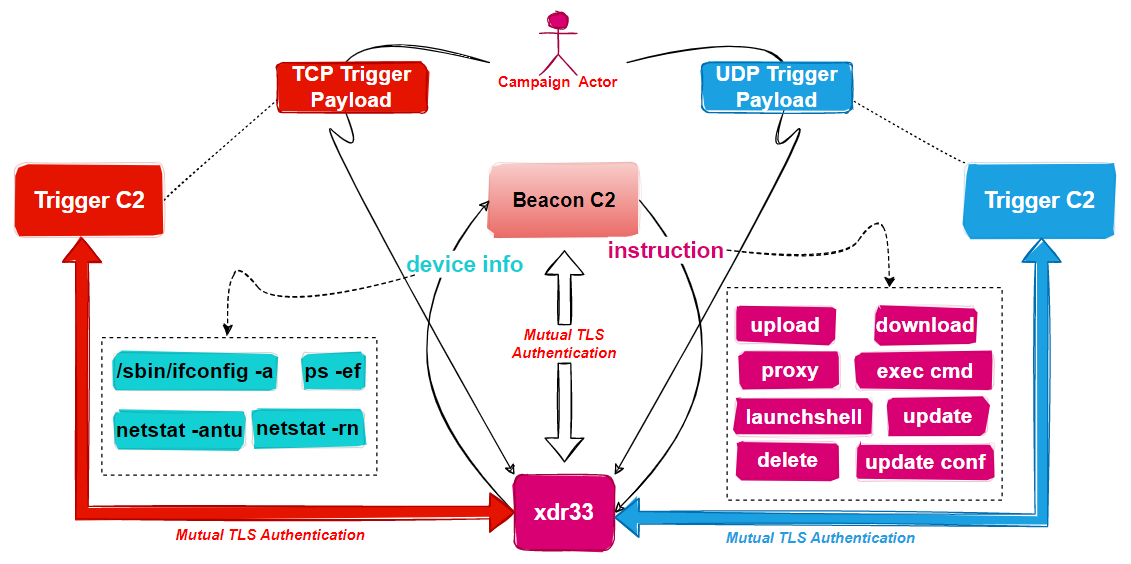 Campaign Actor
TCP Trigger
Payload
UDP Trigger
Payload
Trigger C2
Beacon C2
Trigger C2
device info
instruction
Mutual TLS
Authentication
/sbin/ifconfig -a
ps -ef
netstat -antu
netstat -rn
upload
download
proxy
exec cmd
launchshell
update
delete
update conf
xdr33
Mutual TLS Authentication
Mutual TLS Authentication